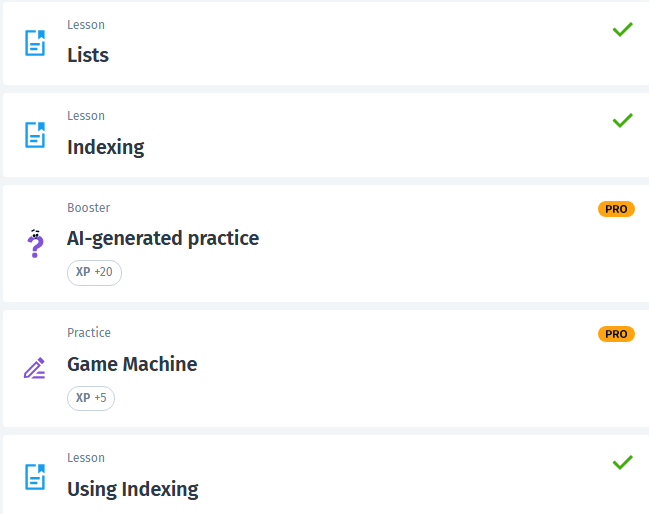 Lesson
Lists
Lesson
Indexing
Booster
PRO
AI-generated practice
XP +20
Practice
PRO
Game Machine
XP +5
Lesson
Using Indexing